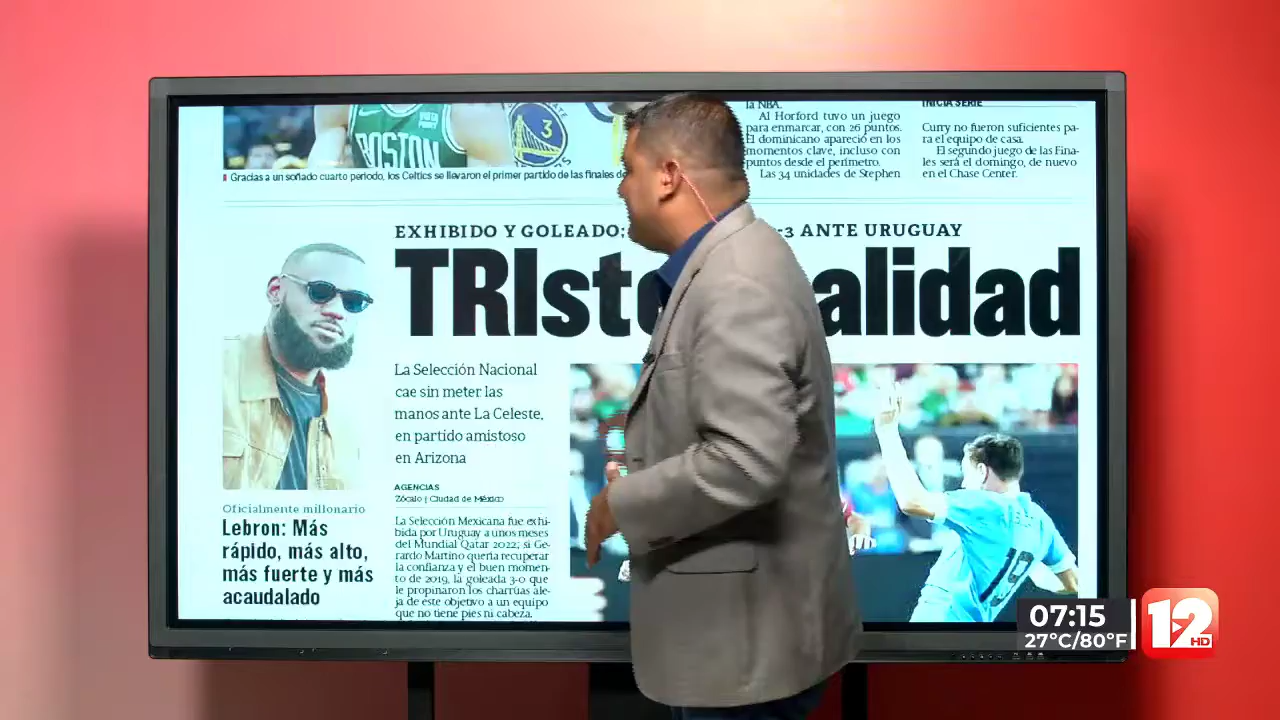 BOSTON
3
Gracias a un soñado cuarto periodo, los Celtics se llevaron el primer partido de las finales de
la NBA.
Al Horford tuvo un juego
para enmarcar, con 26 puntos.
El dominicano apareció en los
momentos clave, incluso con
puntos desde el perímetro.
Las 34 unidades de Stephen
INICIA SERIE
Curry no fueron suficientes pa-
ra el equipo de casa.
El segundo juego de las Fina-
les será el domingo, de nuevo
en el Chase Center.
EXHIBIDO Y GOLEADO; -3 ANTE URUGUAY
TRIste alidad
La Selección Nacional
cae sin meter las
manos ante La Celeste,
en partido amistoso
en Arizona
AGENCIAS
Zócalo | Ciudad de México
La Selección Mexicana fue exhi-
bida por Uruguay a unos meses
del Mundial Qatar 2022; si Ge-
rardo Martino quería recuperar
la confianza y el buen momen-
to de 2019, la goleada 3-0 que
le propinaron los charrúas ale-
ja de este objetivo a un equipo
que no tiene pies ni cabeza.
Oficialmente millonario
Lebron: Más
rápido, más alto,
más fuerte y más
acaudalado
19
07:15
27°C/80°F
12
HD